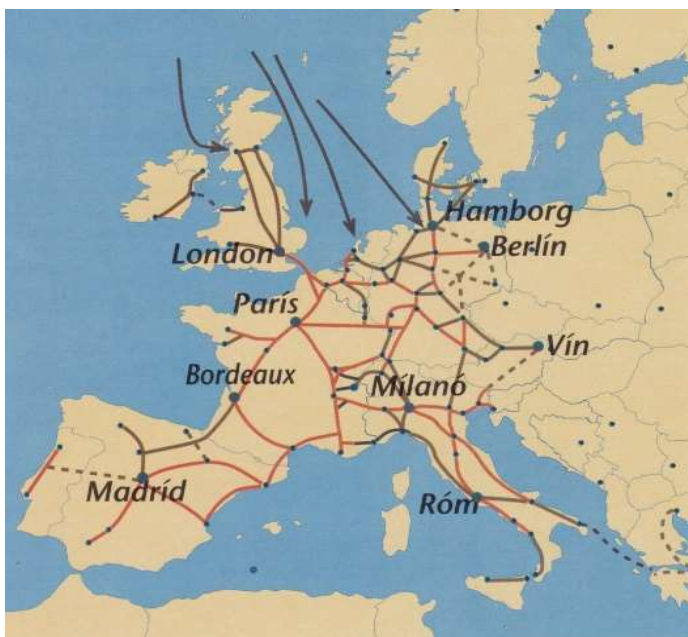 Hamborg
Berlín
London
París
Vín
Bordeaux
Mílanó
Madríd
Róm